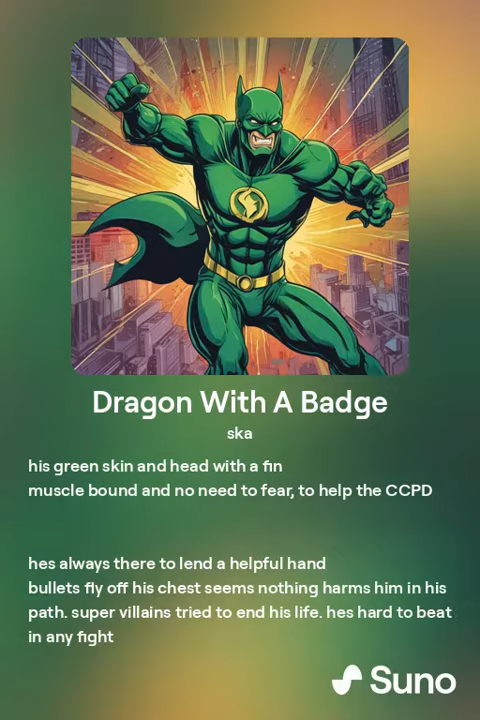 Dragon With A Badge
ska
his green skin and head with a fin
muscle bound and no need to fear, to help the CCPD
hes always there to lend a helpful hand
bullets fly off his chest seems nothing harms him in his
path. super villains tried to end his life. hes hard to beat
in any fight
Suno